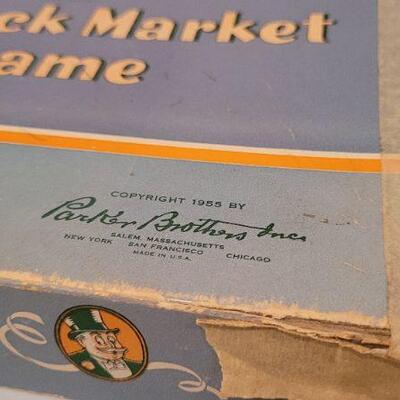 ck Market
ame
COPYRIGHT 1955 BY
Parker Brothers Inc.
SALEM, MASSACHUSETTS
NEW YORK SAN FRANCISCO CHICAGO
MADE IN U.S.A.